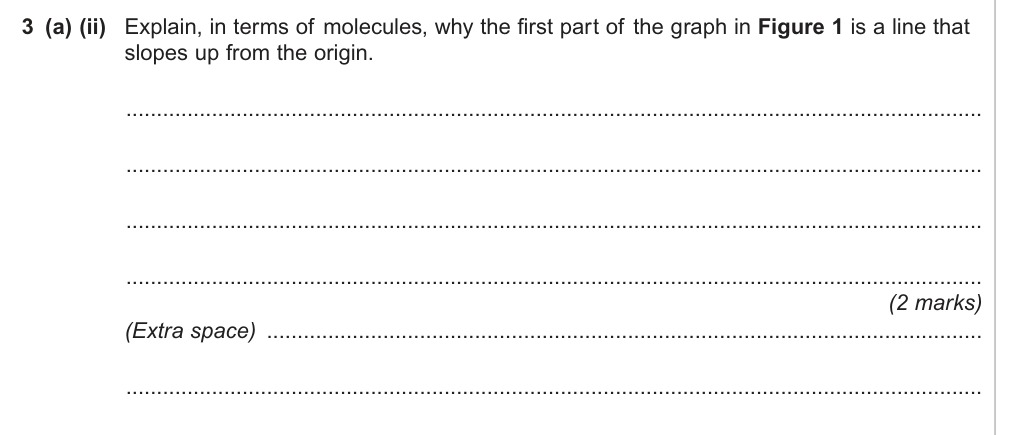 3 (a) (ii) Explain, in terms of molecules, why the first part of the graph in Figure 1 is a line that
slopes up from the origin.
................................................................................................................................................
................................................................................................................................................
................................................................................................................................................
................................................................................................................................................
(2 marks)
(Extra space) ........................................................................................................................
................................................................................................................................................